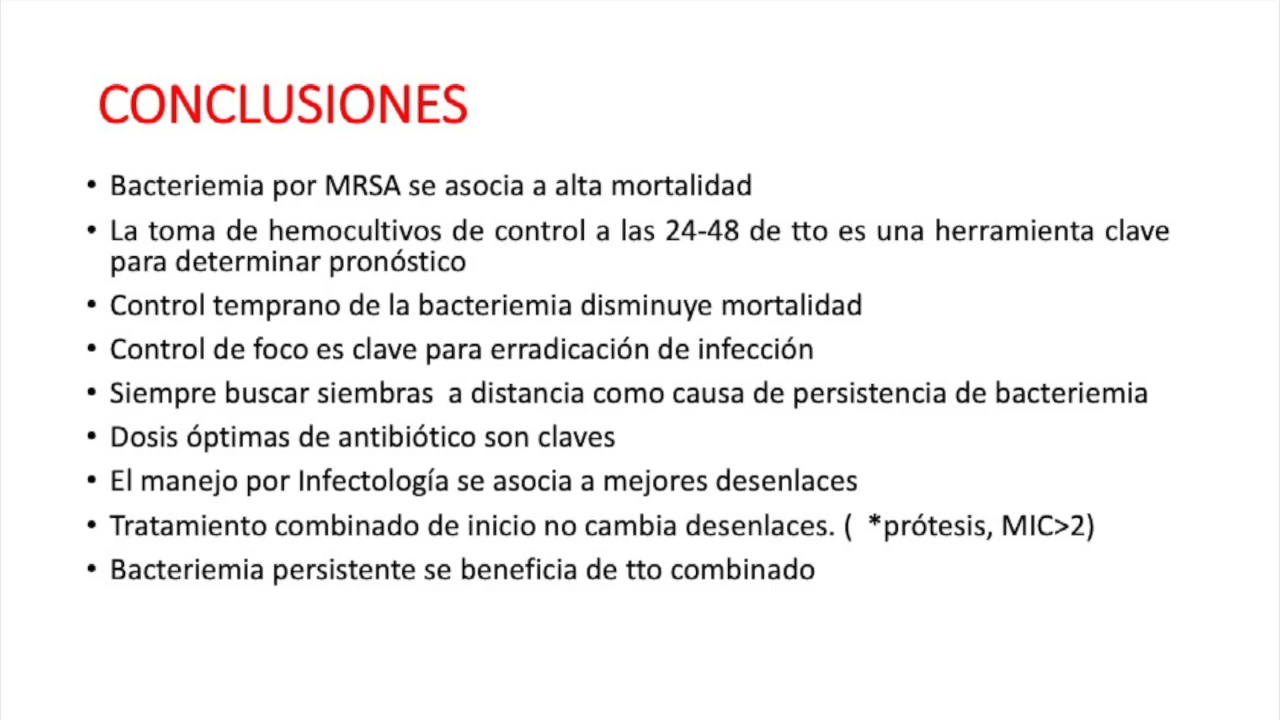 CONCLUSIONES
• Bacteriemia por MRSA se asocia a alta mortalidad
• La toma de hemocultivos de control a las 24-48 de tto es una herramienta clave
para determinar pronóstico
• Control temprano de la bacteriemia disminuye mortalidad
• Control de foco es clave para erradicación de infección
• Siempre buscar siembras  a distancia como causa de persistencia de bacteriemia
• Dosis óptimas de antibiótico son claves
• El manejo por Infectología se asocia a mejores desenlaces
• Tratamiento combinado de inicio no cambia desenlaces. (  *prótesis, MIC>2)
• Bacteriemia persistente se beneficia de tto combinado